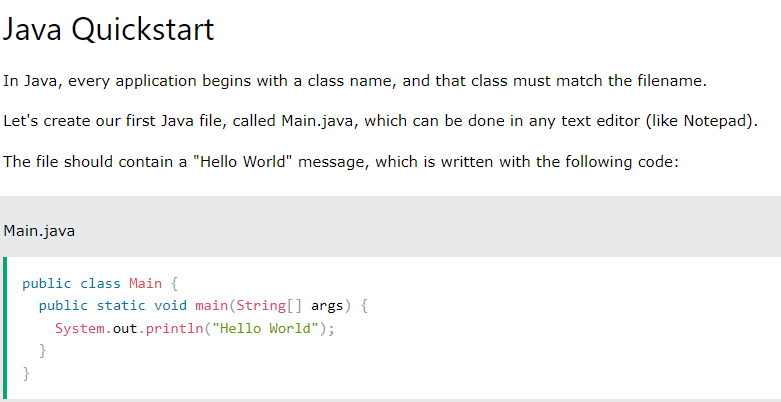 Java Quickstart
In Java, every application begins with a class name, and that class must match the filename.
Let's create our first Java file, called Main.java, which can be done in any text editor (like Notepad).
The file should contain a "Hello World" message, which is written with the following code:
Main.java
public class Main {
  public static void main(String[] args) {
    System.out.println("Hello World");
  }
}